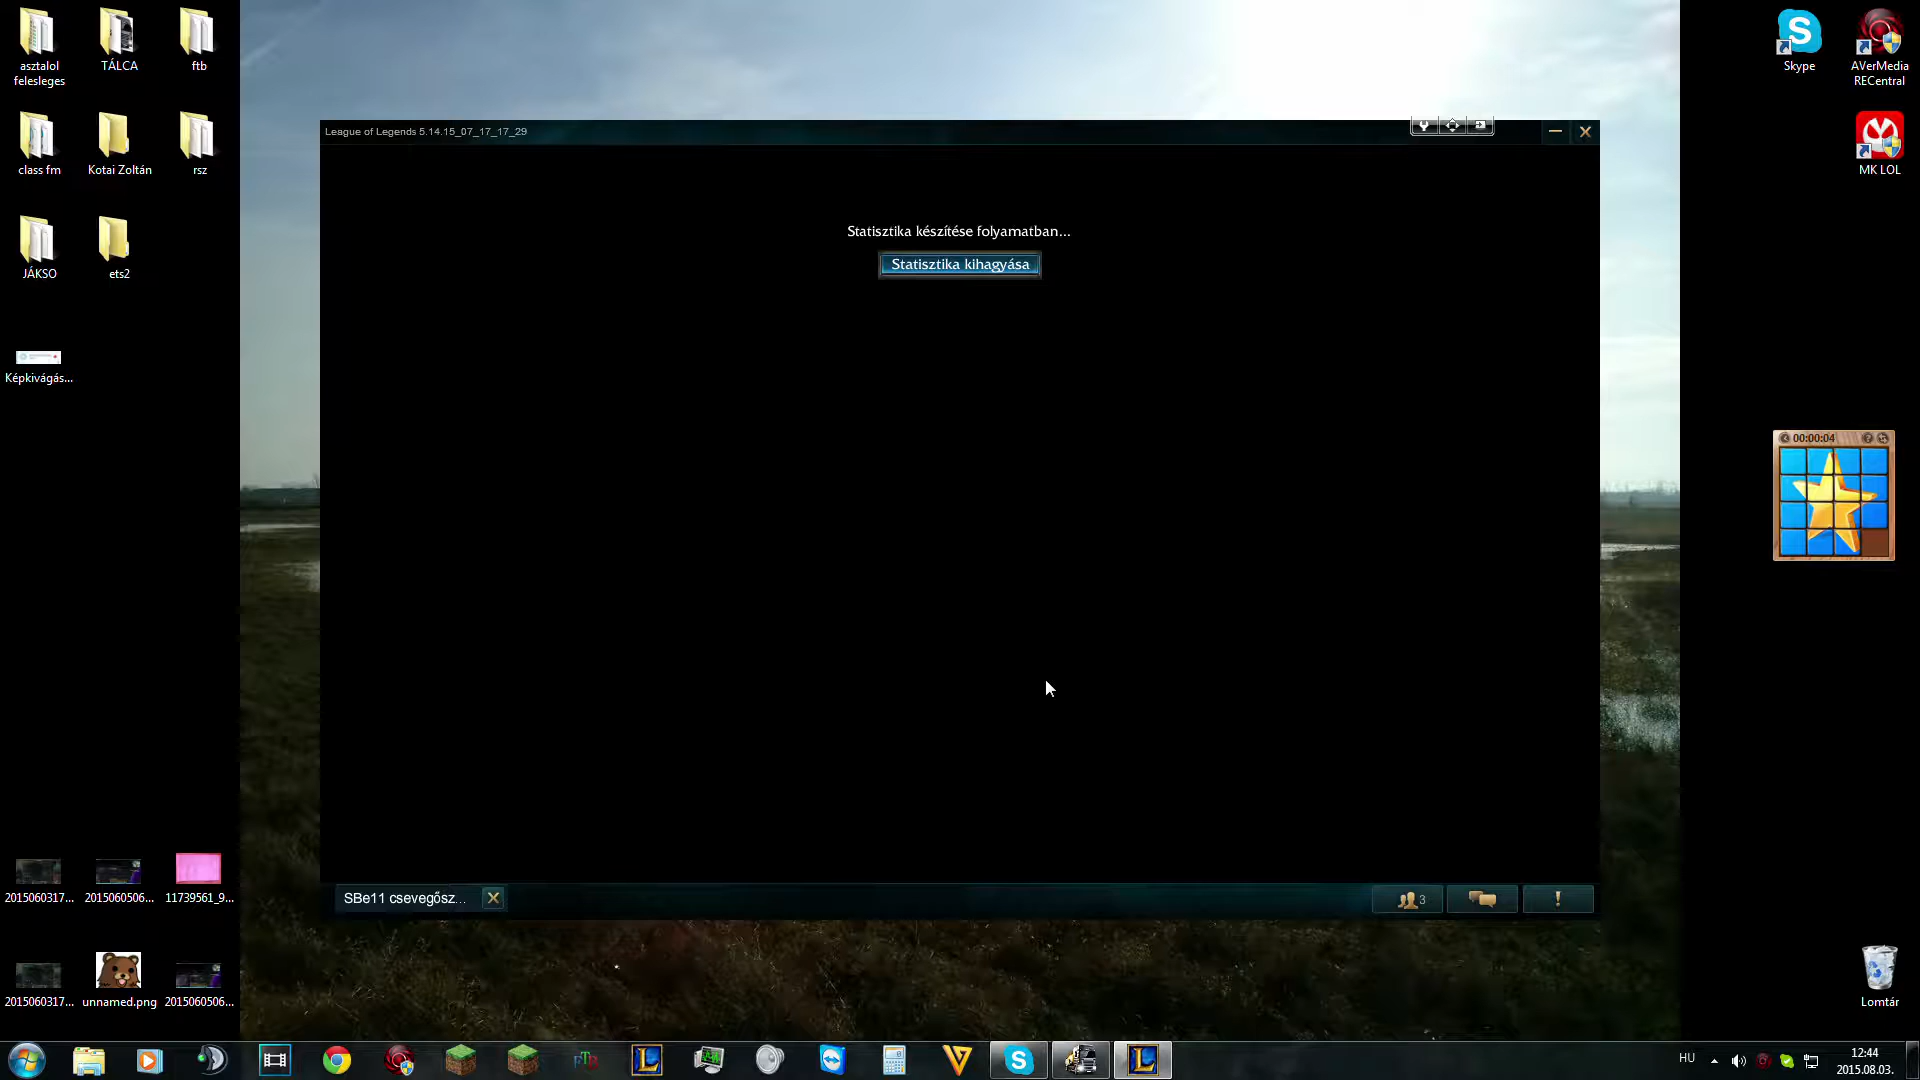 asztalol
felesleges
TÁLCA
ftb
Skype
AVerMedia
RECentral
League of Legends 5.14.15_07_17_17_29
class fm
Kotai Zoltán
rsz
MK LOL
Statisztika készítése folyamatban...
Statisztika kihagyása
JÁKSO
ets2
Képkivágás...
00:00:04
2015060317...
2015060506...
11739561_9...
SBe11 csevegősz...
3
2015060317...
unnamed.png
2015060506...
Lomtár
HU
12:44
2015.08.03.